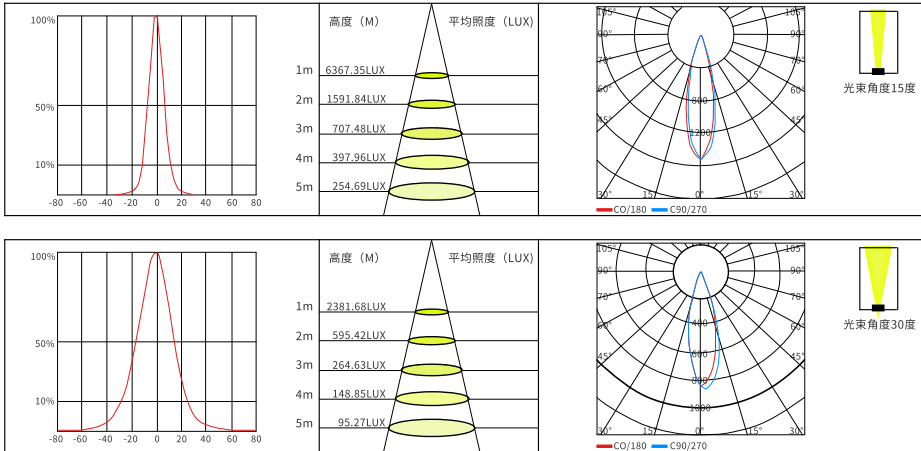 100%
50%
10%
-80 -60 -40 -20 0 20 40 60 80
高度（M） 平均照度（LUX)
1m 6367.35LUX
2m 1591.84LUX
3m 707.48LUX
4m 397.96LUX
5m 254.69LUX
105° 105°
90° 90°
70° 70°
60° 60°
45° 45°
800
1200
30° 15° 0° 15° 30°
CO/180 C90/270
光束角度15度
100%
50%
10%
-80 -60 -40 -20 0 20 40 60 80
高度（M） 平均照度（LUX)
1m 2381.68LUX
2m 595.42LUX
3m 264.63LUX
4m 148.85LUX
5m 95.27LUX
105° 105°
90° 90°
70° 70°
60° 60°
45° 45°
400
600
800
1000
30° 15° 0° 15° 30°
CO/180 C90/270
光束角度30度